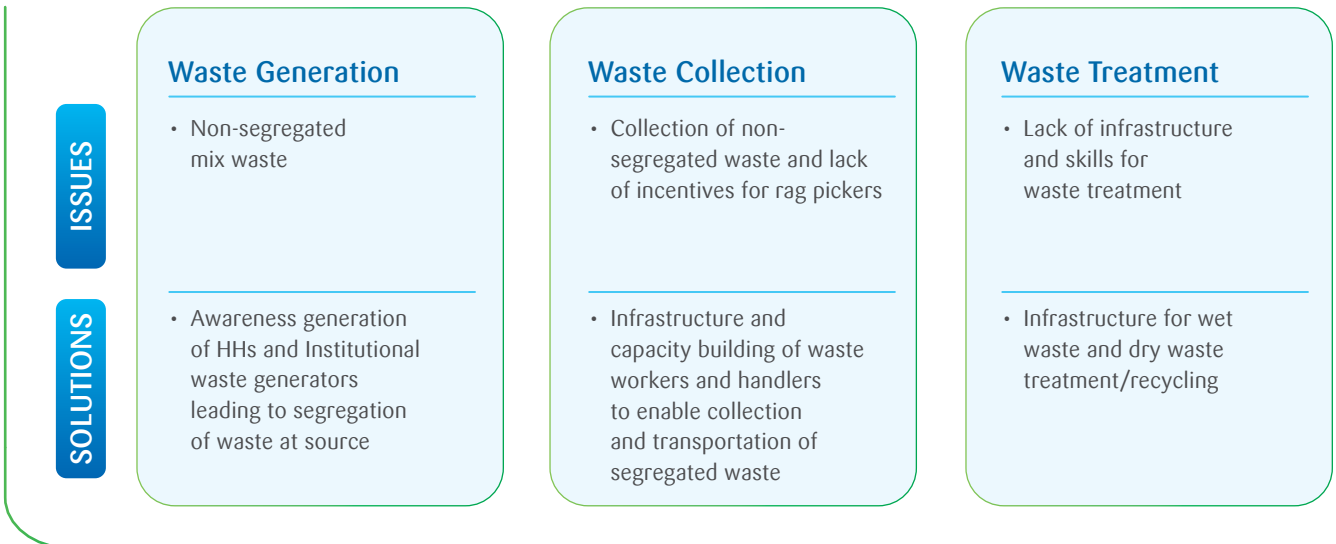 ISSUES
SOLUTIONS
Waste Generation
• Non-segregated
mix waste
• Awareness generation
of HHs and Institutional
waste generators
leading to segregation
of waste at source
Waste Collection
• Collection of non-
segregated waste and lack
of incentives for rag pickers
• Infrastructure and
capacity building of waste
workers and handlers
to enable collection
and transportation of
segregated waste
Waste Treatment
• Lack of infrastructure
and skills for
waste treatment
• Infrastructure for wet
waste and dry waste
treatment/recycling